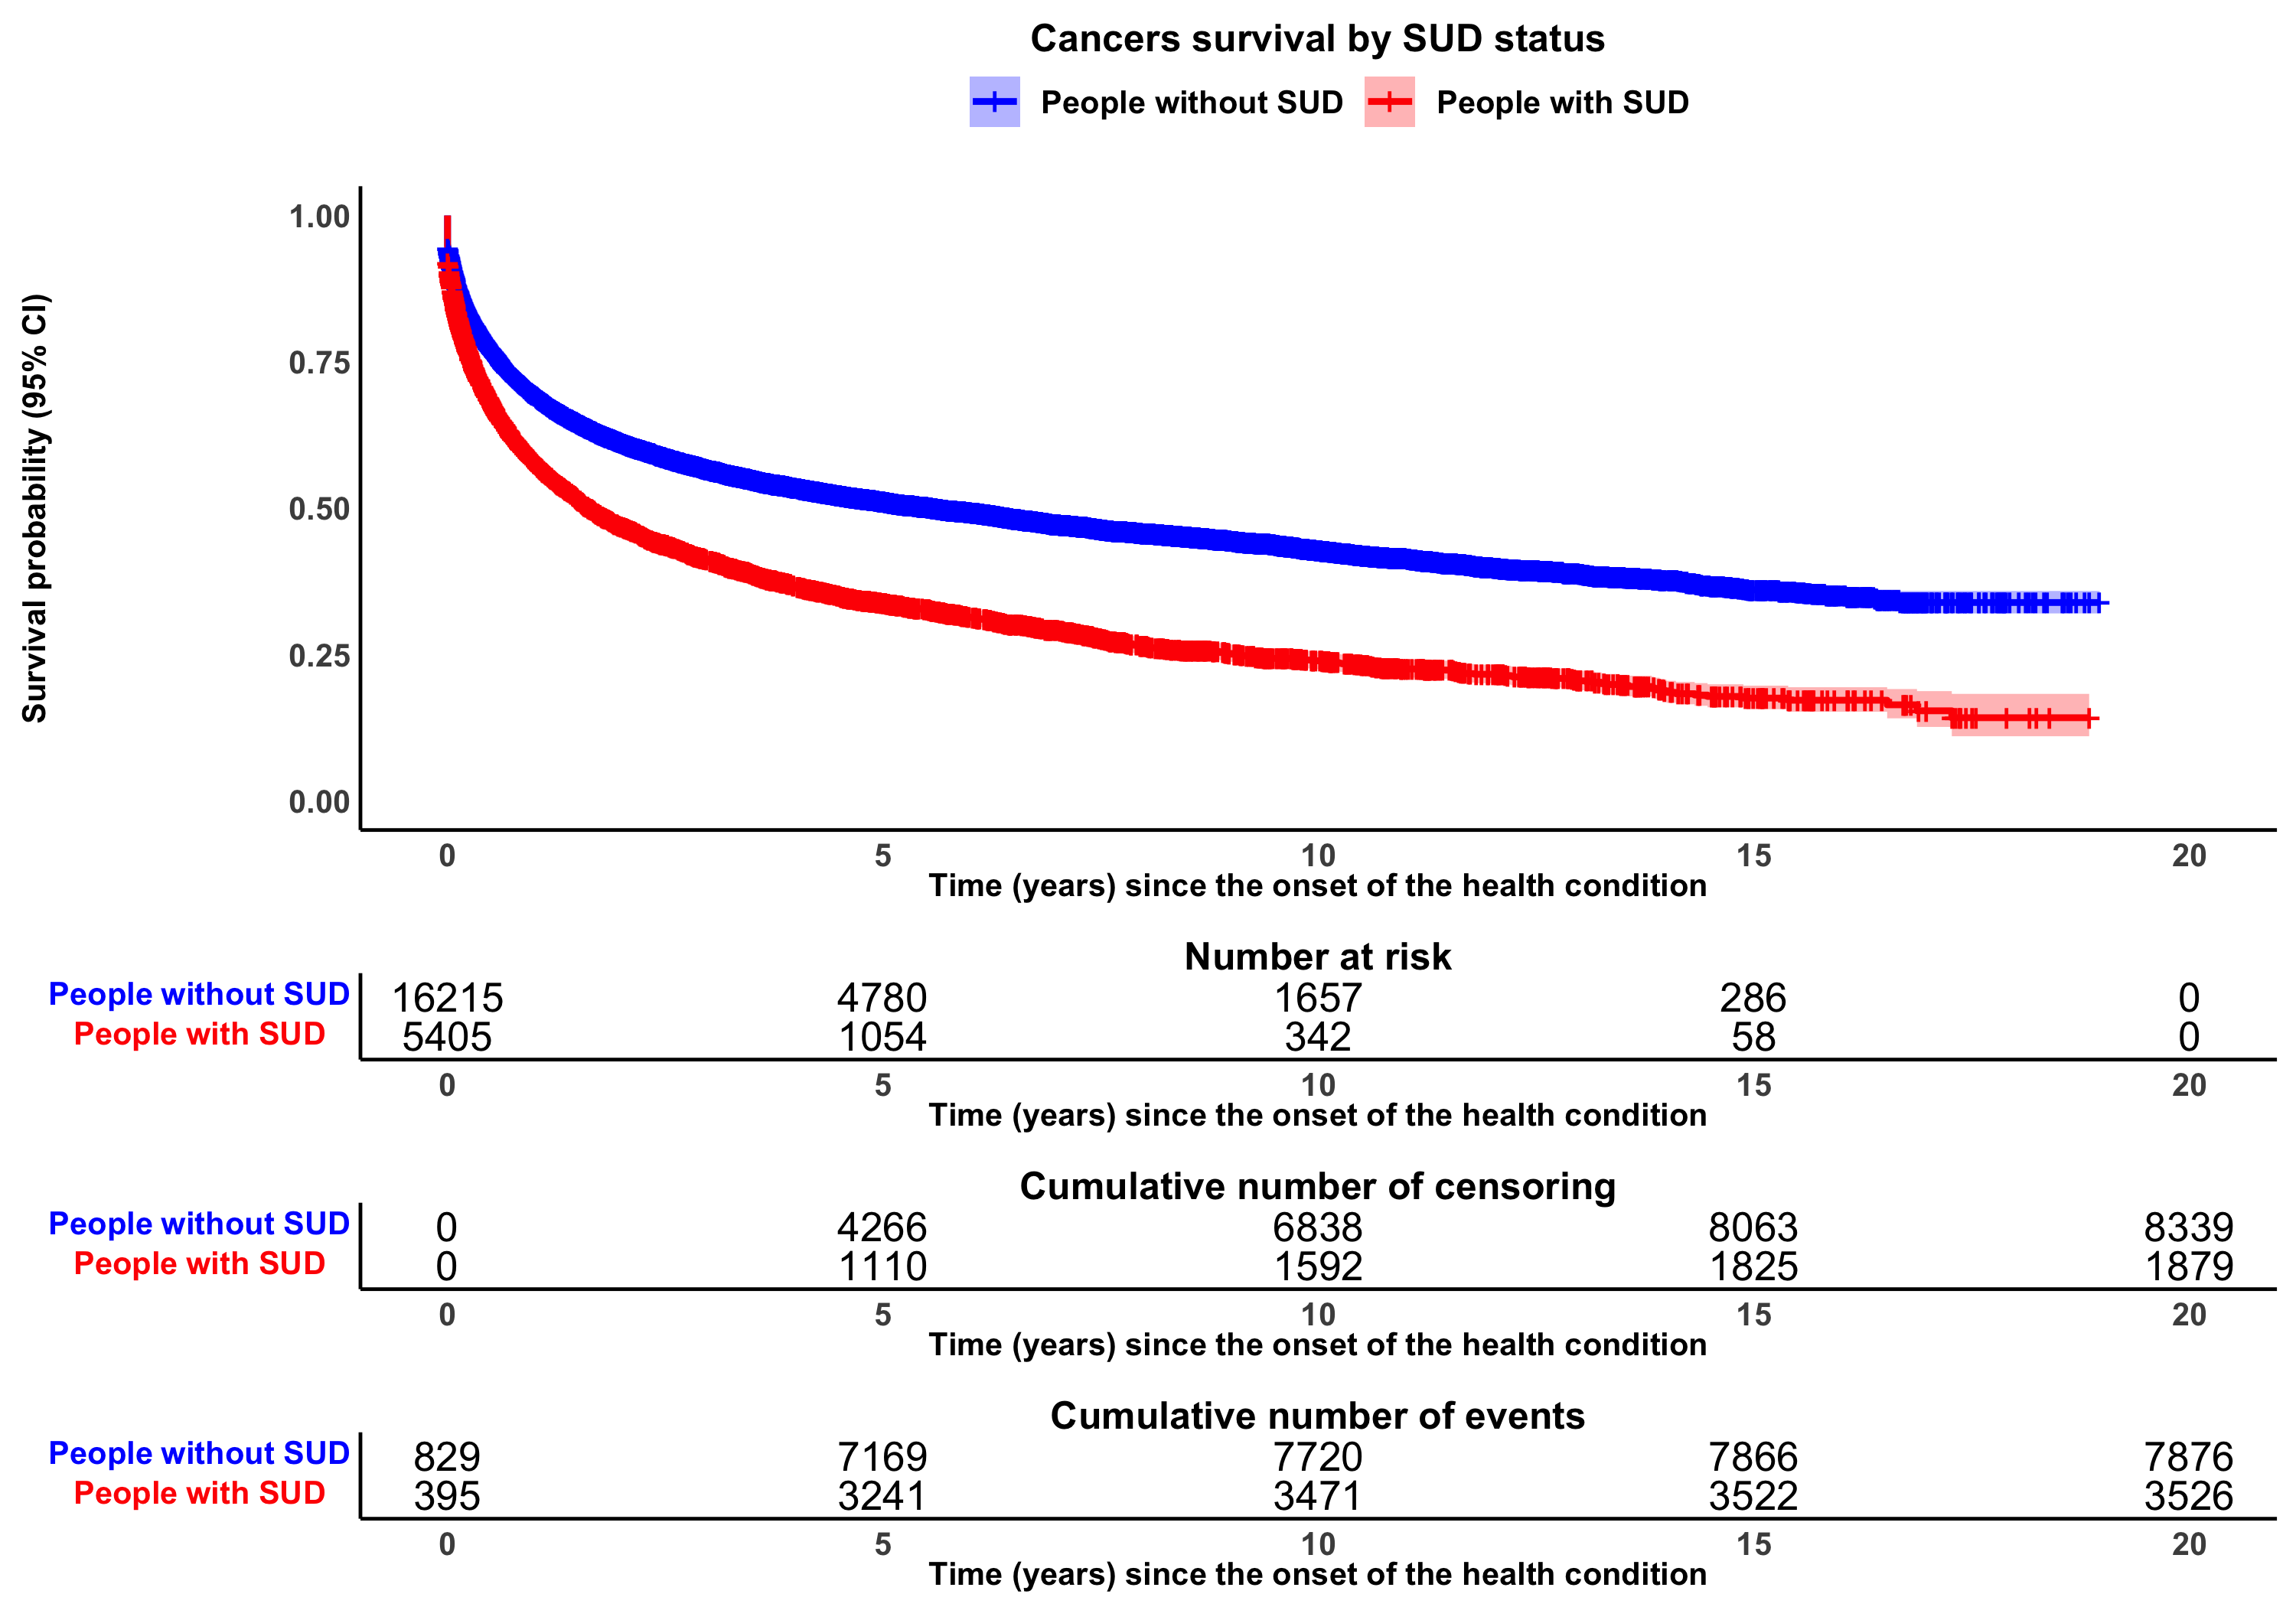 Cancers survival by SUD status
People without SUD People with SUD
Survival probability (95% CI)
1.00
0.75
0.50
0.25
0.00
0 5 10 15 20
Time (years) since the onset of the health condition
Number at risk
People without SUD 16215 4780 1657 286 0
People with SUD 5405 1054 342 58 0
0 5 10 15 20
Time (years) since the onset of the health condition
Cumulative number of censoring
People without SUD 0 4266 6838 8063 8339
People with SUD 0 1110 1592 1825 1879
0 5 10 15 20
Time (years) since the onset of the health condition
Cumulative number of events
People without SUD 829 7169 7720 7866 7876
People with SUD 395 3241 3471 3522 3526
0 5 10 15 20
Time (years) since the onset of the health condition